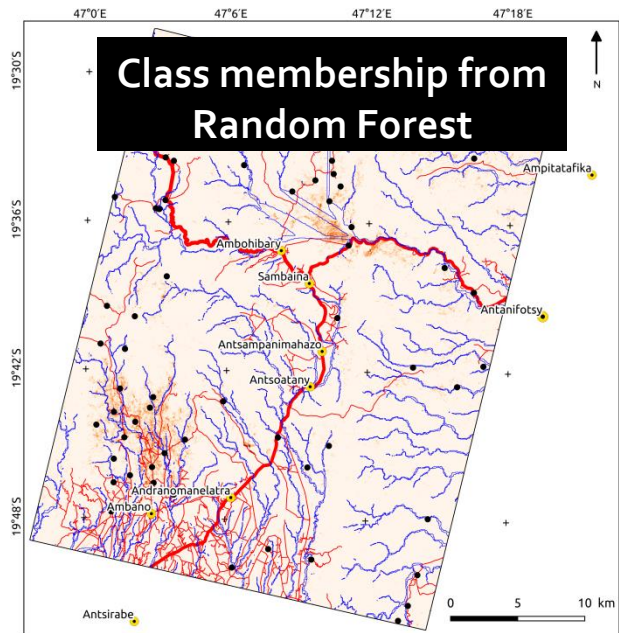 47°0'E 47°6'E 47°12'E 47°18'E
Class membership from
Random Forest
N
19°30'S
Ampitatafika
19°36'S
Ambohibary
Sambaina
Antanifotsy
Antsampanimahazo
19°42'S
Antsoatany
Andranomanelatra
Ambano
19°48'S
Antsirabe
0 5 10 km